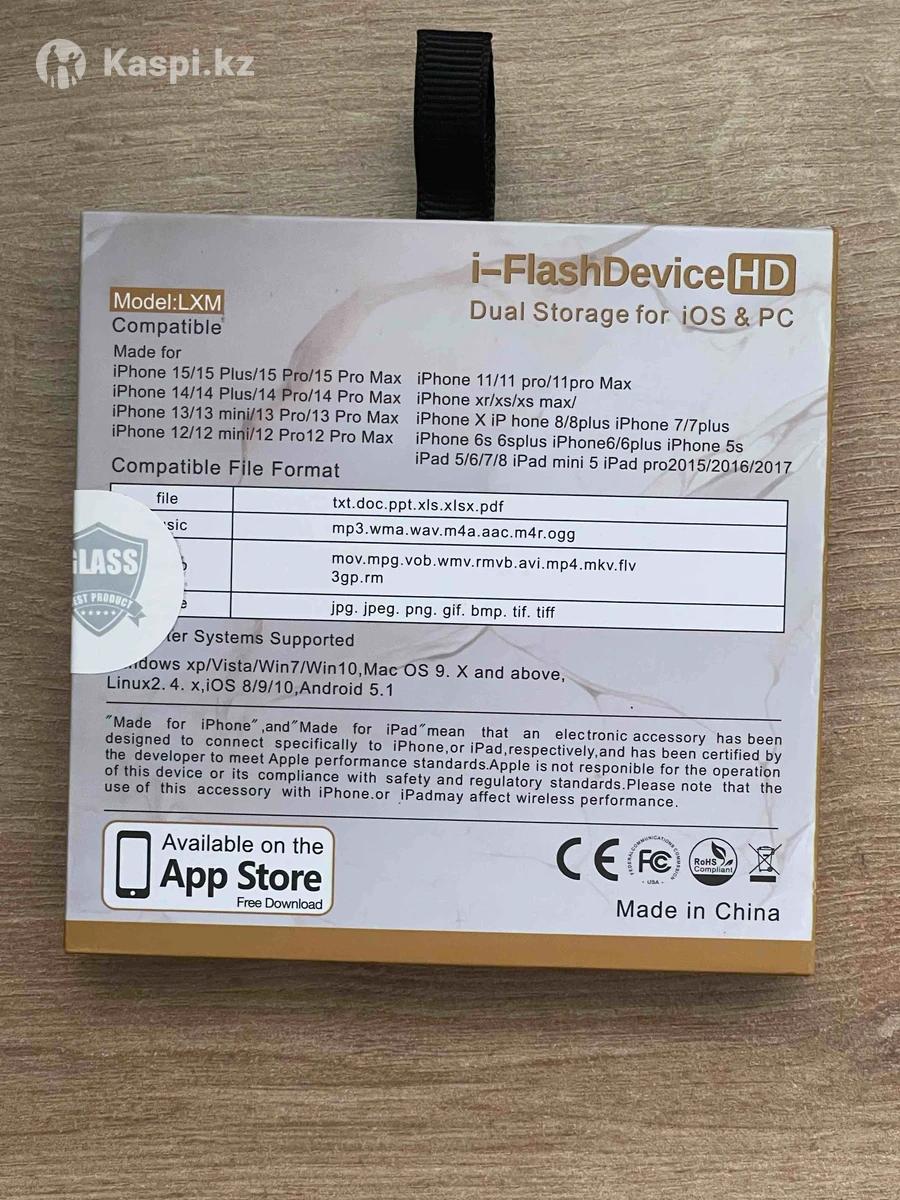 Kaspi.kz
i-FlashDevice HD
Dual Storage for iOS & PC
Model:LXM
Compatible
Made for
iPhone 15/15 Plus/15 Pro/15 Pro Max
iPhone 14/14 Plus/14 Pro/14 Pro Max
iPhone 13/13 mini/13 Pro/13 Pro Max
iPhone 12/12 mini/12 Pro12 Pro Max
iPhone 11/11 pro/11pro Max
iPhone xr/xs/xs max/
iPhone X iP hone 8/8plus iPhone 7/7plus
iPhone 6s 6splus iPhone6/6plus iPhone 5s
iPad 5/6/7/8 iPad mini 5 iPad pro2015/2016/2017
Compatible File Format
file txt.doc.ppt.xls.xlsx.pdf
sic mp3.wma.wav.m4a.aac.m4r.ogg
mov.mpg.vob.wmv.rmvb.avi.mp4.mkv.flv
3gp.rm
e jpg. jpeg. png. gif. bmp. tif. tiff
GLASS
EST PRODUCT
ter Systems Supported
ndows xp/Vista/Win7/Win10,Mac OS 9. X and above,
Linux2. 4. x,iOS 8/9/10,Android 5.1
"Made for iPhone",and"Made for iPad"mean that an electronic accessory has been
designed to connect specifically to iPhone,or iPad,respectively,and has been certified by
the developer to meet Apple performance standards.Apple is not responible for the operation
of this device or its compliance with safety and regulatory standards.Please note that the
use of this accessory with iPhone.or iPadmay affect wireless performance.
Available on the
App Store
Free Download
CE
FEDERAL COMMUNICATIONS COMMISSION
FC
USA
RoHS
Compliant
Made in China